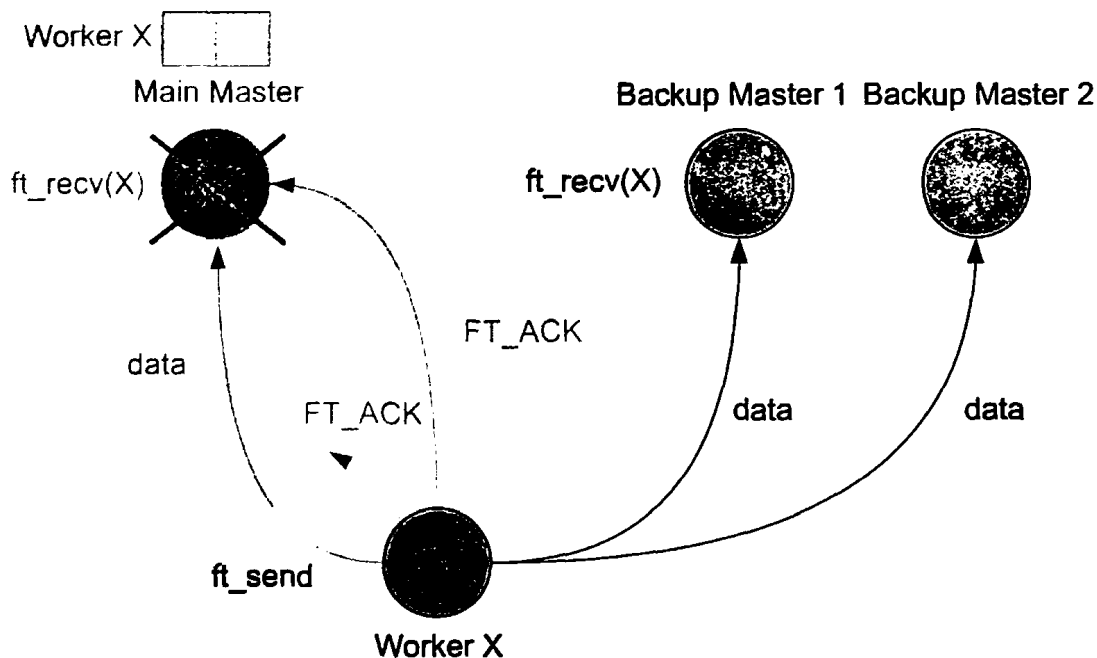 Worker X
Main Master
Backup Master 1 Backup Master 2
ft_recv(X)
ft_recv(X)
FT_ACK
data
FT_ACK
data
data
ft_send
Worker X